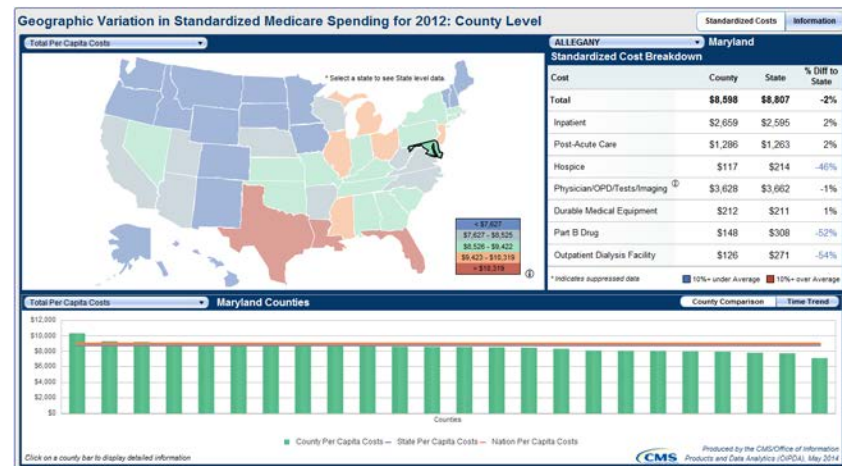 Geographic Variation in Standardized Medicare Spending for 2012: County Level
Standardized Costs
Information
Total Per Capita Costs
* Select a state to see State level data.
< $7,627
$7,627 - $8,525
$8,526 - $9,422
$9,423 - $10,319
> $10,319
ALLEGANY
Maryland
Standardized Cost Breakdown
Cost County State % Diff to State
Total $8,598 $8,807 -2%
Inpatient $2,659 $2,595 2%
Post-Acute Care $1,286 $1,263 2%
Hospice $117 $214 -46%
Physician/OPD/Tests/Imaging $3,628 $3,662 -1%
Durable Medical Equipment $212 $211 1%
Part B Drug $148 $308 -52%
Outpatient Dialysis Facility $126 $271 -54%
* Indicates suppressed data
10%+ under Average
10%+ over Average
Total Per Capita Costs
Maryland Counties
County Comparison
Time Trend
$12,000
$10,000
$8,000
$6,000
$4,000
$2,000
$0
Counties
County Per Capita Costs
State Per Capita Costs
Nation Per Capita Costs
Click on a county bar to display detailed information
CMS
Produced by the CMS/Office of Information
Products and Data Analytics (OIPDA), May 2014